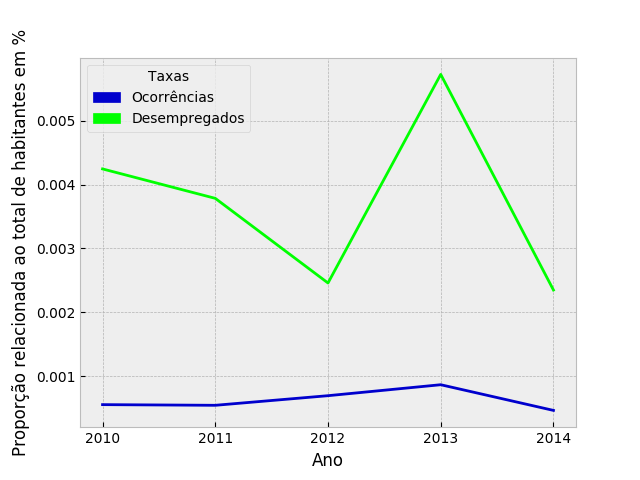 Proporção relacionada ao total de habitantes em %
Taxas
Ocorrências
Desempregados
0.005
0.004
0.003
0.002
0.001
2010 2011 2012 2013 2014
Ano